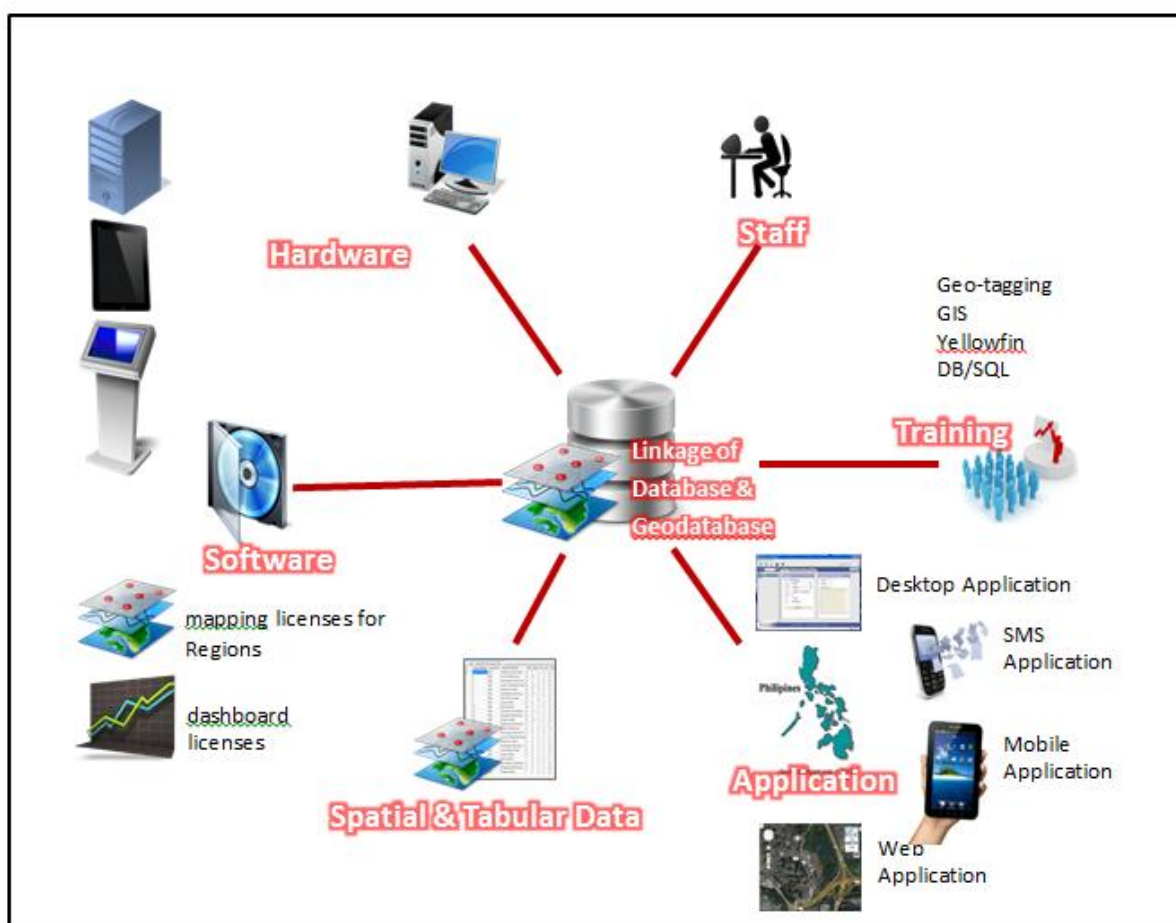 Hardware
Staff
Geo-tagging
GIS
Yellowfin
DB/SQL
Training
Linkage of
Database &
Geodatabase
Software
mapping licenses for
Regions
dashboard
licenses
Spatial & Tabular Data
Desktop Application
SMS
Application
Philipines
Mobile
Application
Application
Web
Application